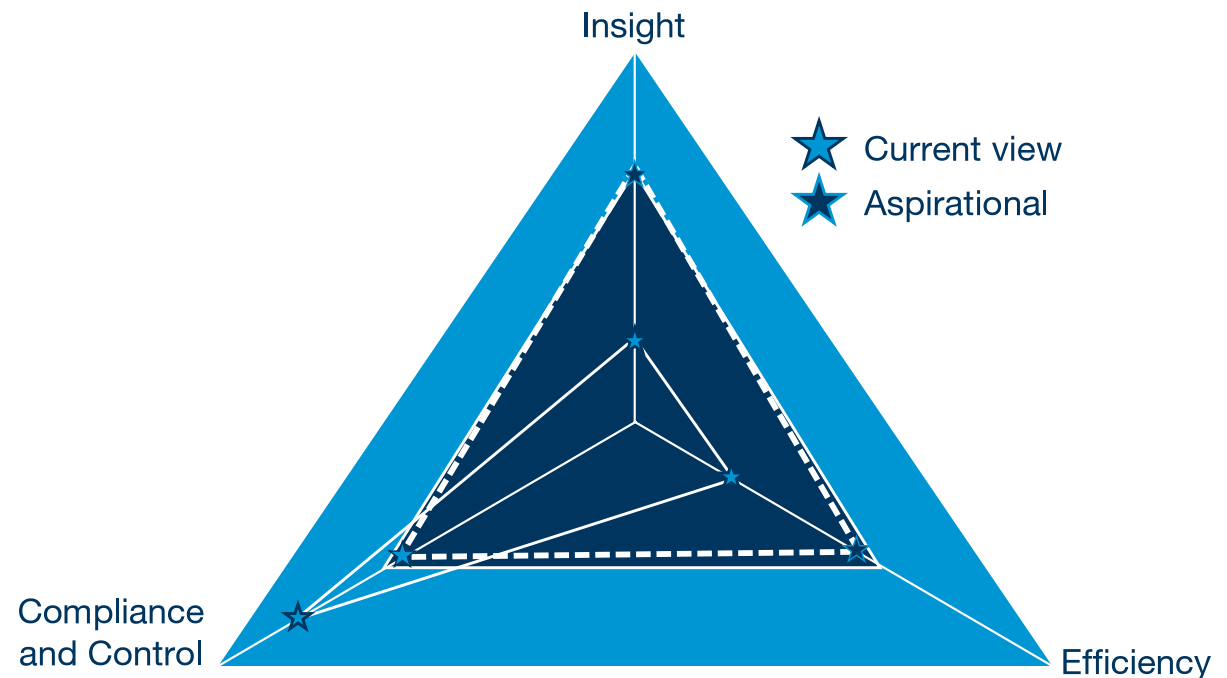 Insight
Current view
Aspirational
Compliance
and Control
Efficiency